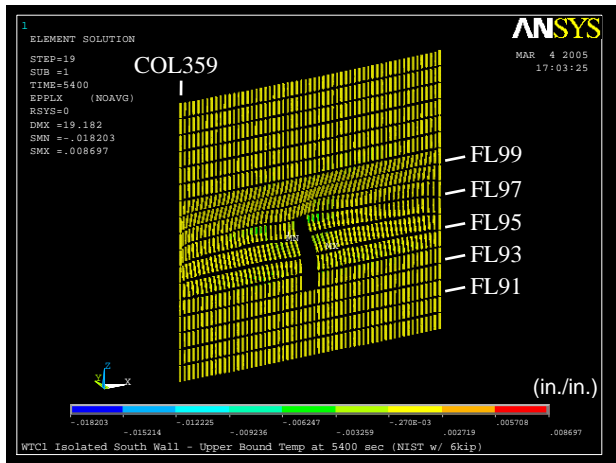 1
ANSYS
ELEMENT SOLUTION
MAR 4 2005
17:03:25
STEP=19
SUB =1
TIME=5400
EPPLX (NOAVG)
RSYS=0
DMX =19.182
SMN =-.018203
SMX =.008697
COL359
FL99
FL97
FL95
FL93
FL91
MN
MX
Z
Y
X
(in./in.)
-.018203 -.012225 -.006247 -.270E-03 .005708
-.015214 -.009236 -.003259 .002719 .008697
WTC1 Isolated South Wall - Upper Bound Temp at 5400 sec (NIST w/ 6kip)